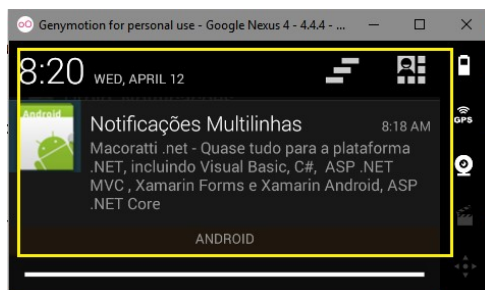 Genymotion for personal use - Google Nexus 4 - 4.4.4 - ...
8:20 WED, APRIL 12
Android
Notificações Multilinhas 8:18 AM
Macoratti .net - Quase tudo para a plataforma
.NET, incluindo Visual Basic, C#, ASP .NET
MVC , Xamarin Forms e Xamarin Android, ASP
.NET Core
ANDROID
GPS